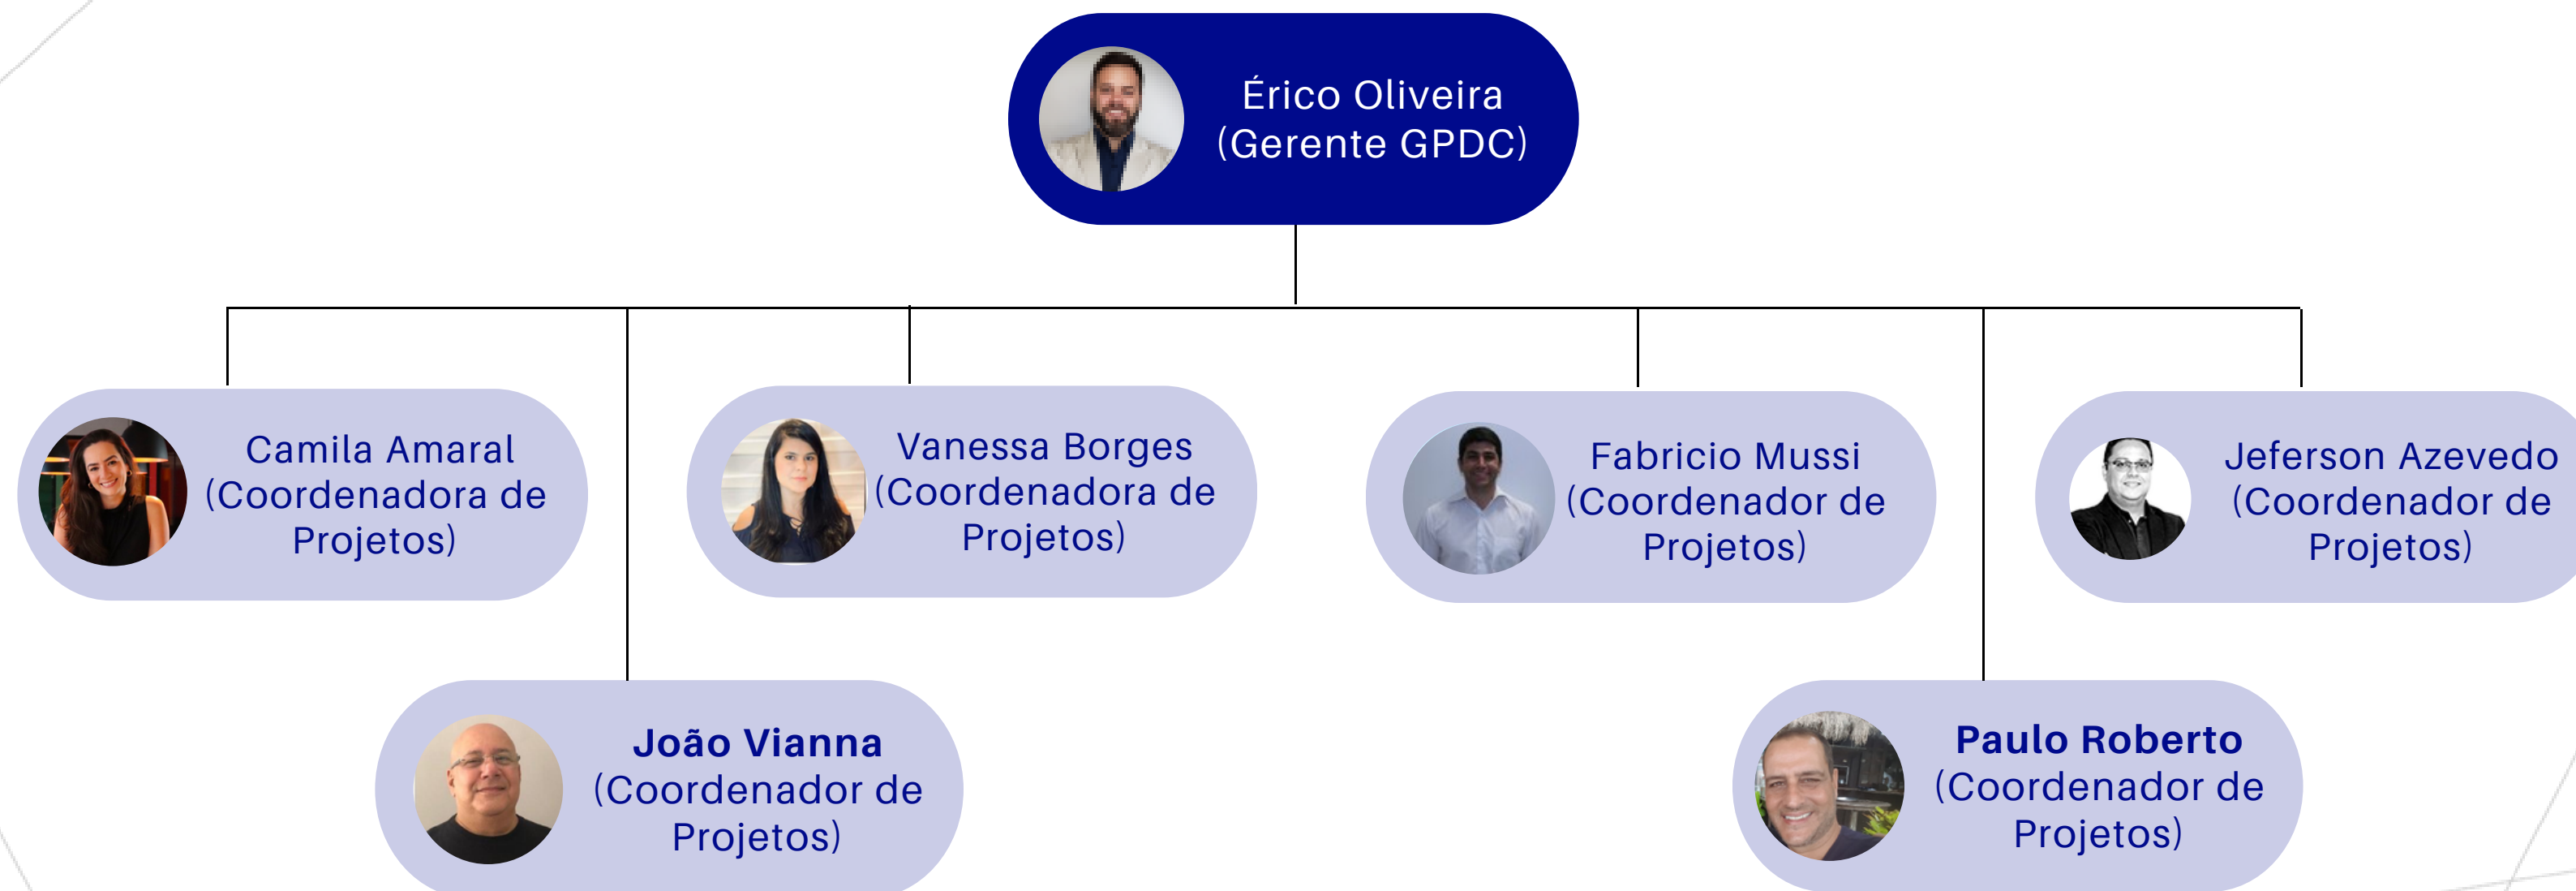 Érico Oliveira
(Gerente GPDC)
Camila Amaral
(Coordenadora de
Projetos)
Vanessa Borges
(Coordenadora de
Projetos)
Fabricio Mussi
(Coordenador de
Projetos)
Jeferson Azevedo
(Coordenador de
Projetos)
João Vianna
(Coordenador de
Projetos)
Paulo Roberto
(Coordenador de
Projetos)